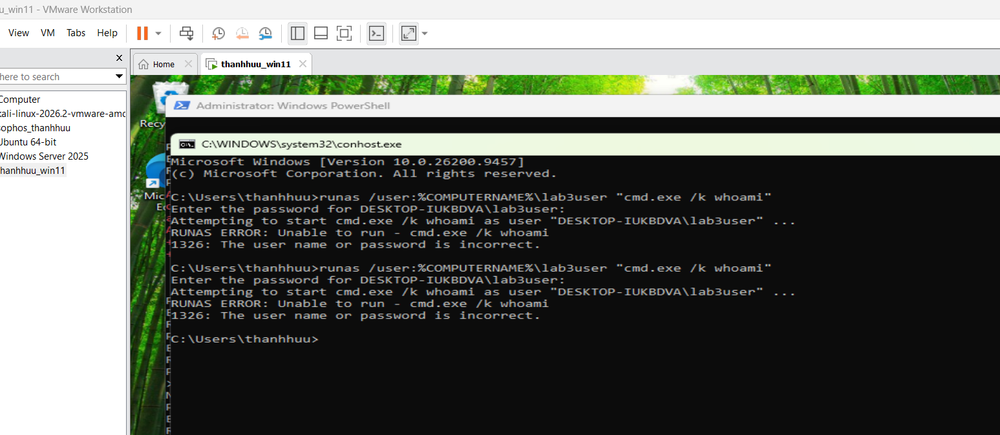 u_win11 - VMware Workstation
View VM Tabs Help
here to search
Home
thanhhuu_win11
Computer
kali-linux-2026.2-vmware-amd
sophos_thanhhuu
Ubuntu 64-bit
Windows Server 2025
thanhhuu_win11
Recy
Mic
Ec
Administrator: Windows PowerShell
C:\WINDOWS\system32\conhost.exe
Microsoft Windows [Version 10.0.26200.9457]
(c) Microsoft Corporation. All rights reserved.
C:\Users\thanhhuu>runas /user:%COMPUTERNAME%\lab3user "cmd.exe /k whoami"
Enter the password for DESKTOP-IUKBDVA\lab3user:
Attempting to start cmd.exe /k whoami as user "DESKTOP-IUKBDVA\lab3user" ...
RUNAS ERROR: Unable to run - cmd.exe /k whoami
1326: The user name or password is incorrect.
C:\Users\thanhhuu>runas /user:%COMPUTERNAME%\lab3user "cmd.exe /k whoami"
Enter the password for DESKTOP-IUKBDVA\lab3user:
Attempting to start cmd.exe /k whoami as user "DESKTOP-IUKBDVA\lab3user" ...
RUNAS ERROR: Unable to run - cmd.exe /k whoami
1326: The user name or password is incorrect.
C:\Users\thanhhuu>